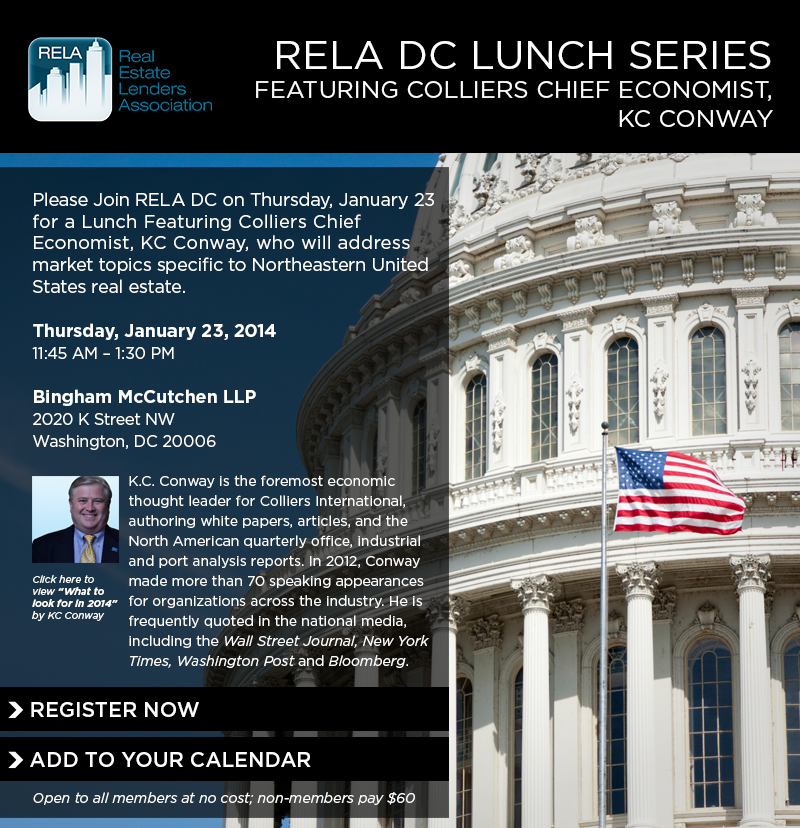 RELA
Real
Estate
Lenders
Association
RELA DC LUNCH SERIES
FEATURING COLLIERS CHIEF ECONOMIST,
KC CONWAY
Please Join RELA DC on Thursday, January 23
for a Lunch Featuring Colliers Chief
Economist, KC Conway, who will address
market topics specific to Northeastern United
States real estate.
Thursday, January 23, 2014
11:45 AM – 1:30 PM
Bingham McCutchen LLP
2020 K Street NW
Washington, DC 20006
K.C. Conway is the foremost economic
thought leader for Colliers International,
authoring white papers, articles, and the
North American quarterly office, industrial
and port analysis reports. In 2012, Conway
made more than 70 speaking appearances
for organizations across the industry. He is
frequently quoted in the national media,
including the Wall Street Journal, New York
Times, Washington Post and Bloomberg.
Click here to
view “What to
look for in 2014”
by KC Conway
REGISTER NOW
ADD TO YOUR CALENDAR
Open to all members at no cost; non-members pay $60